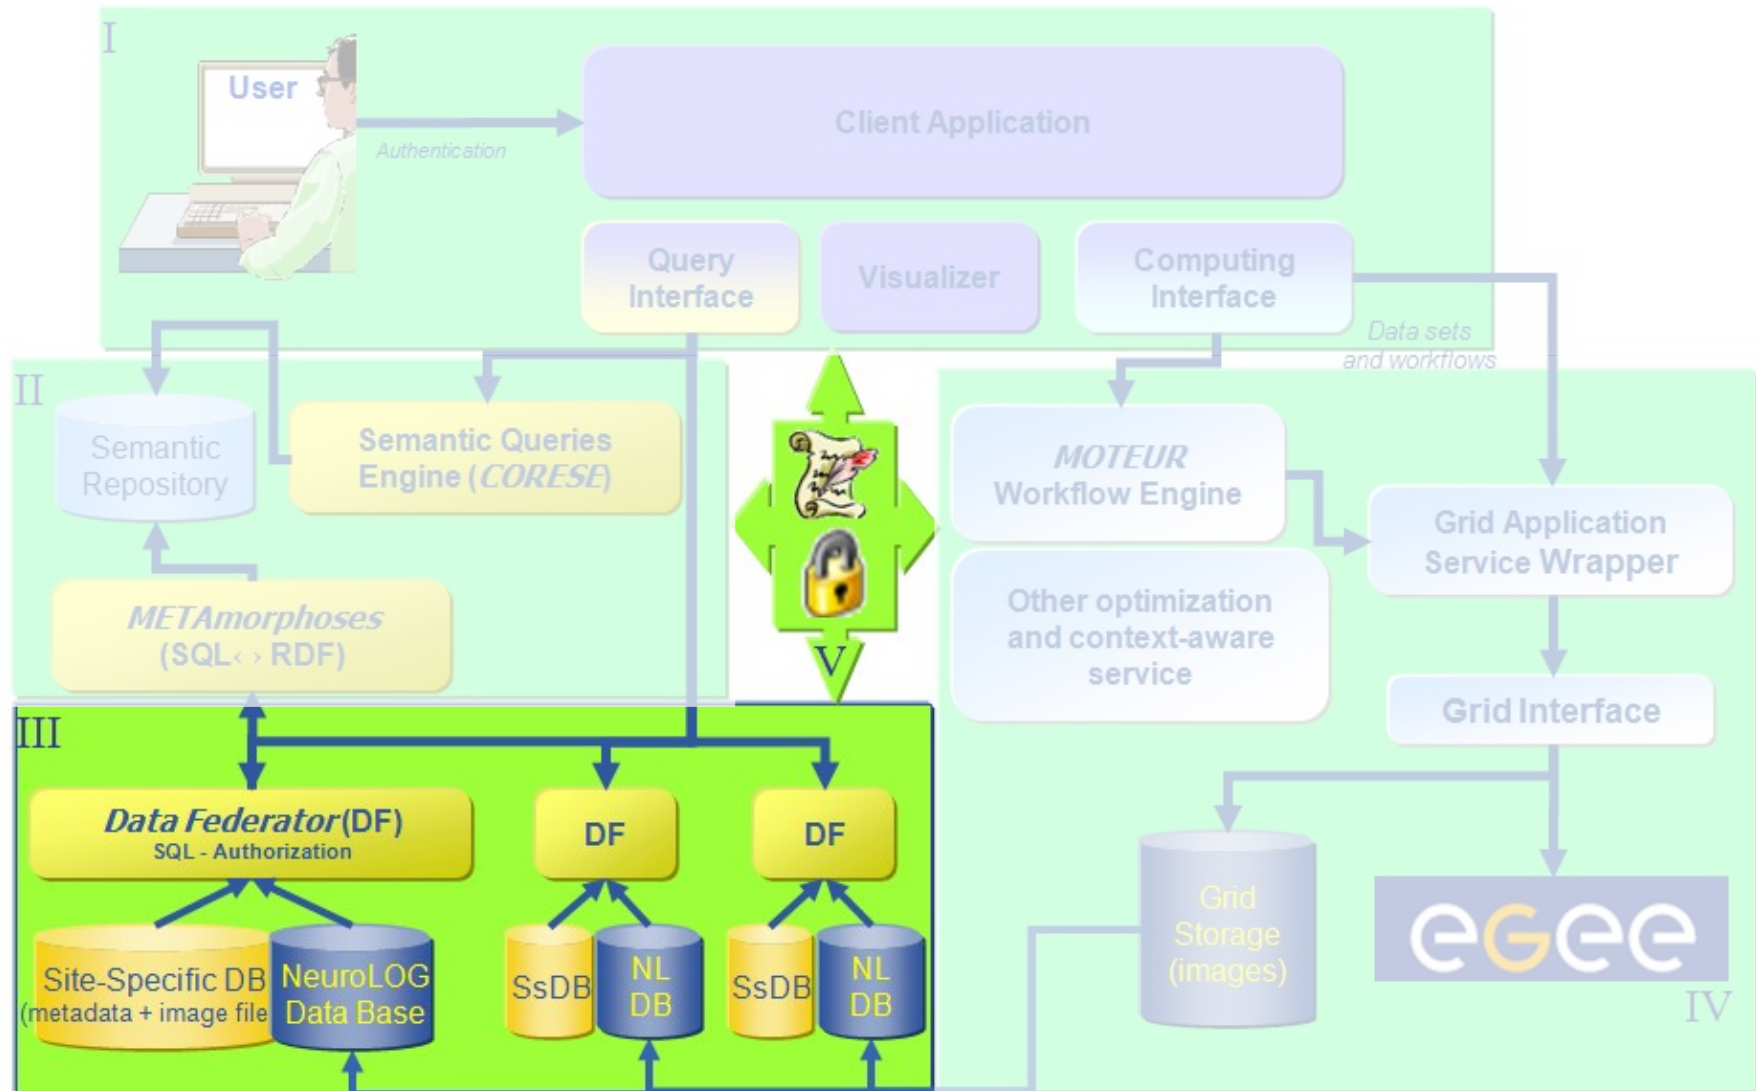 I
User
Authentication
Client Application
Query
Interface
Visualizer
Computing
Interface
Data sets
and workflows
II
Semantic
Repository
Semantic Queries
Engine (CORESE)
METAmorphoses
(SQL‹ › RDF)
V
MOTEUR
Workflow Engine
Other optimization
and context-aware
service
Grid Application
Service Wrapper
Grid Interface
Grid
Storage
(images)
egee
IV
III
Data Federator(DF)
SQL - Authorization
DF
DF
Site-Specific DB
(metadata + image file
NeuroLOG
Data Base
SsDB
NL
DB
SsDB
NL
DB